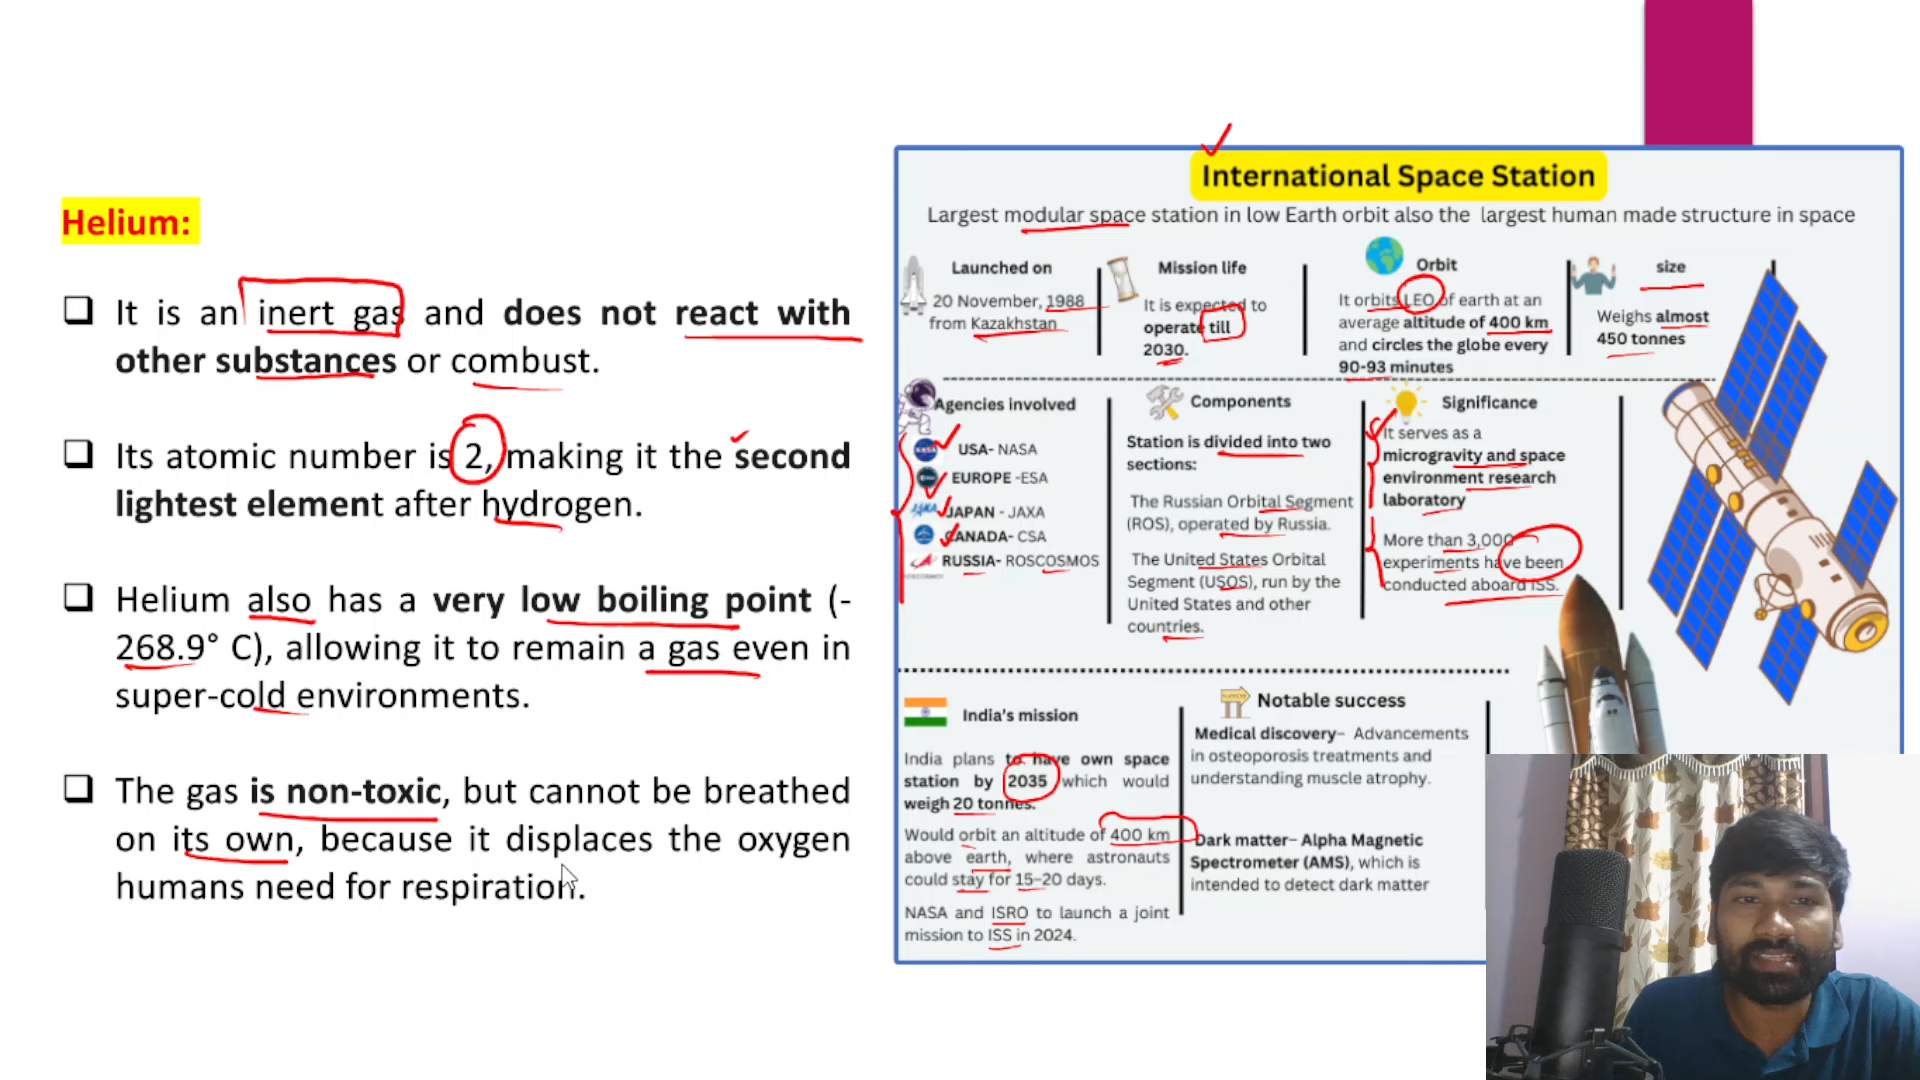 Helium:
❑ It is an inert gas and does not react with
other substances or combust.
❑ Its atomic number is 2, making it the second
lightest element after hydrogen.
❑ Helium also has a very low boiling point (-
268.9° C), allowing it to remain a gas even in
super-cold environments.
❑ The gas is non-toxic, but cannot be breathed
on its own, because it displaces the oxygen
humans need for respiration.
International Space Station
Largest modular space station in low Earth orbit also the largest human made structure in space
Launched on
20 November, 1988
from Kazakhstan
Mission life
It is expected to
operate till
2030.
Orbit
It orbits LEO of earth at an
average altitude of 400 km
and circles the globe every
90-93 minutes
size
Weighs almost
450 tonnes
Agencies involved
USA- NASA
EUROPE -ESA
JAPAN - JAXA
CANADA- CSA
RUSSIA- ROSCOSMOS
Components
Station is divided into two
sections:
The Russian Orbital Segment
(ROS), operated by Russia.
The United States Orbital
Segment (USOS), run by the
United States and other
countries.
Significance
It serves as a
microgravity and space
environment research
laboratory
More than 3,000
experiments have been
conducted aboard ISS.
India's mission
India plans to have own space
station by 2035 which would
weigh 20 tonnes.
Would orbit an altitude of 400 km
above earth, where astronauts
could stay for 15–20 days.
NASA and ISRO to launch a joint
mission to ISS in 2024.
Notable success
Medical discovery– Advancements
in osteoporosis treatments and
understanding muscle atrophy.
Dark matter– Alpha Magnetic
Spectrometer (AMS), which is
intended to detect dark matter